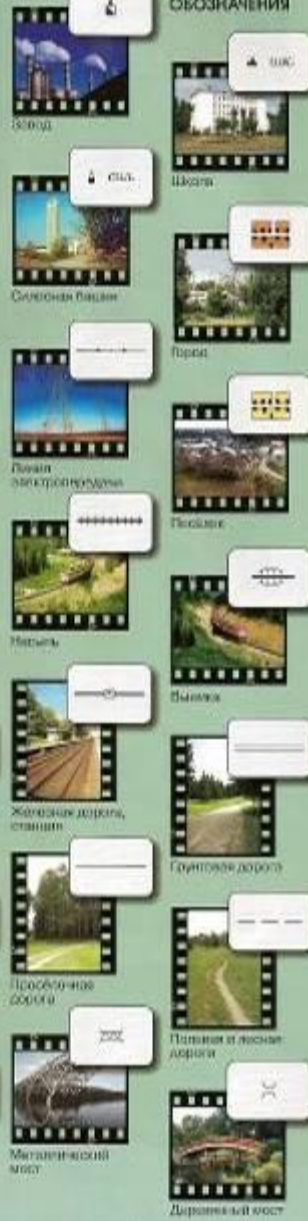 ОБОЗНАЧЕНИЯ
Завод
шк.
Школа
сил.
Силосная башня
Город
Линия
электропередачи
Посёлок
Насыпь
Выемка
Железная дорога,
станция
Грунтовая дорога
Просёлочная
дорога
Полевая и лесная
дорога
Металлический
мост
Деревянный мост